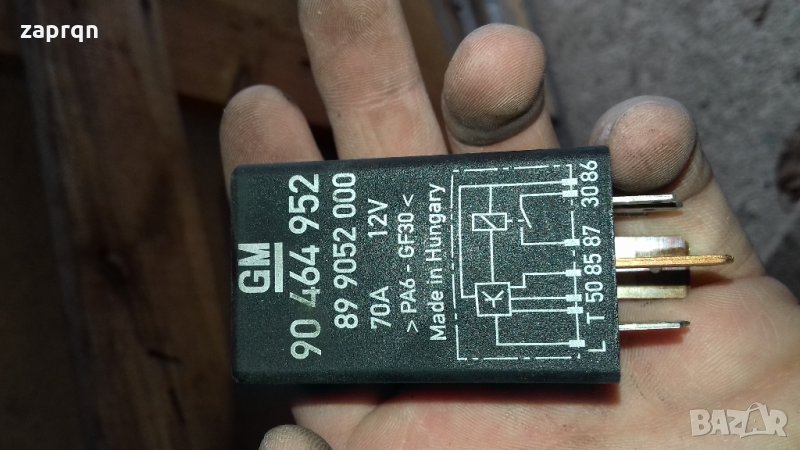 zaprqn
GM
90 464 952
89 9052 000
70A 12V
> PA6 - GF30 <
Made in Hungary
K
L T 50 85 87 30 86
BAZAR